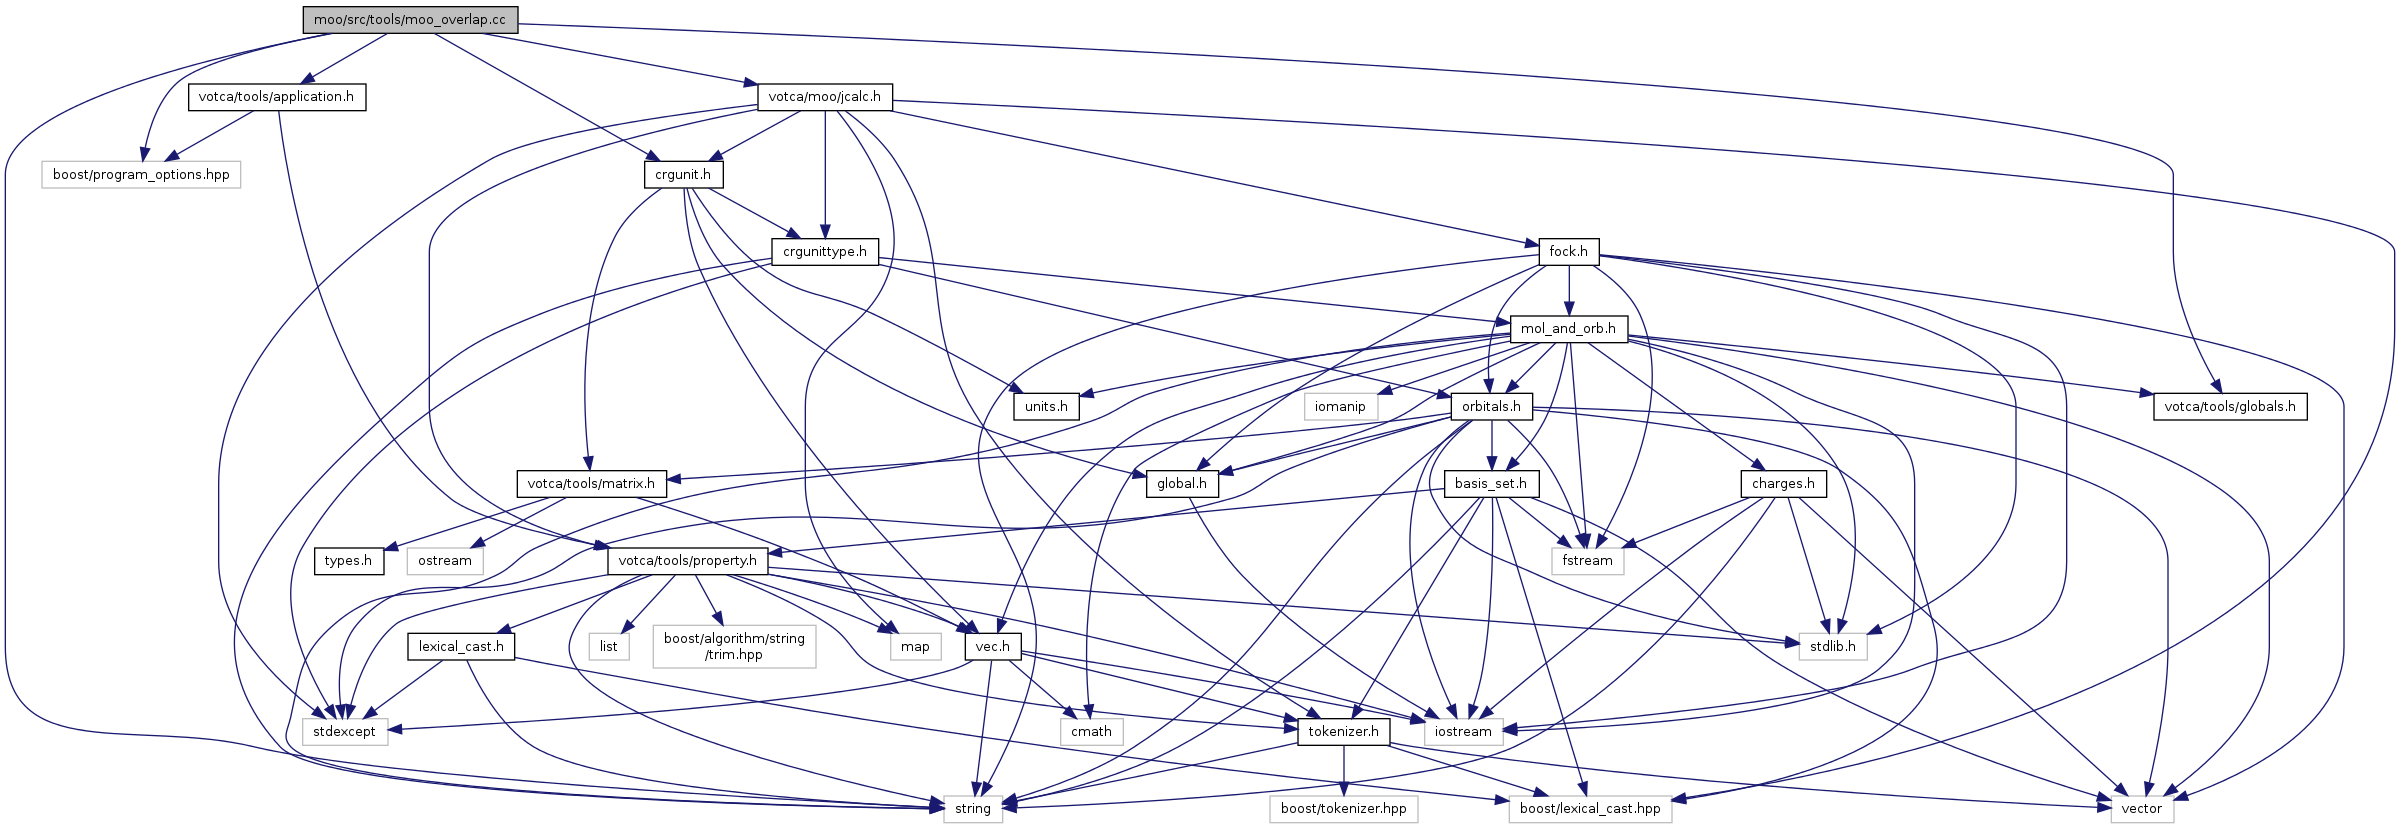 moo/src/tools/moo_overlap.cc
votca/tools/application.h
votca/moo/jcalc.h
boost/program_options.hpp
crgunit.h
crgunittype.h
fock.h
mol_and_orb.h
units.h
iomanip
orbitals.h
votca/tools/globals.h
votca/tools/matrix.h
global.h
basis_set.h
charges.h
types.h
ostream
votca/tools/property.h
fstream
lexical_cast.h
list
boost/algorithm/string
/trim.hpp
map
vec.h
stdlib.h
stdexcept
cmath
tokenizer.h
iostream
string
boost/tokenizer.hpp
boost/lexical_cast.hpp
vector